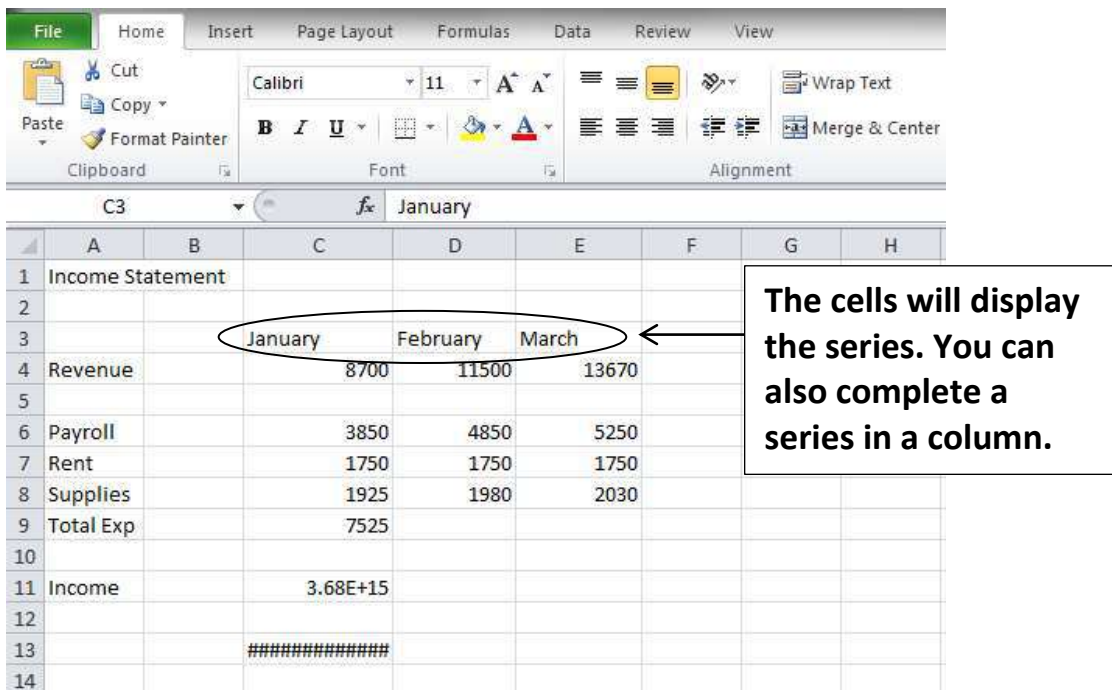 File Home Insert Page Layout Formulas Data Review View
Cut
Copy
Format Painter
Paste
Calibri 11 A A
B I U A
Wrap Text
Merge & Center
Clipboard Font Alignment
C3 fx January
A B C D E F G H
1 Income Statement
2
3 January February March
4 Revenue 8700 11500 13670
5
6 Payroll 3850 4850 5250
7 Rent 1750 1750 1750
8 Supplies 1925 1980 2030
9 Total Exp 7525
10
11 Income 3.68E+15
12
13 #############
14
The cells will display
the series. You can
also complete a
series in a column.